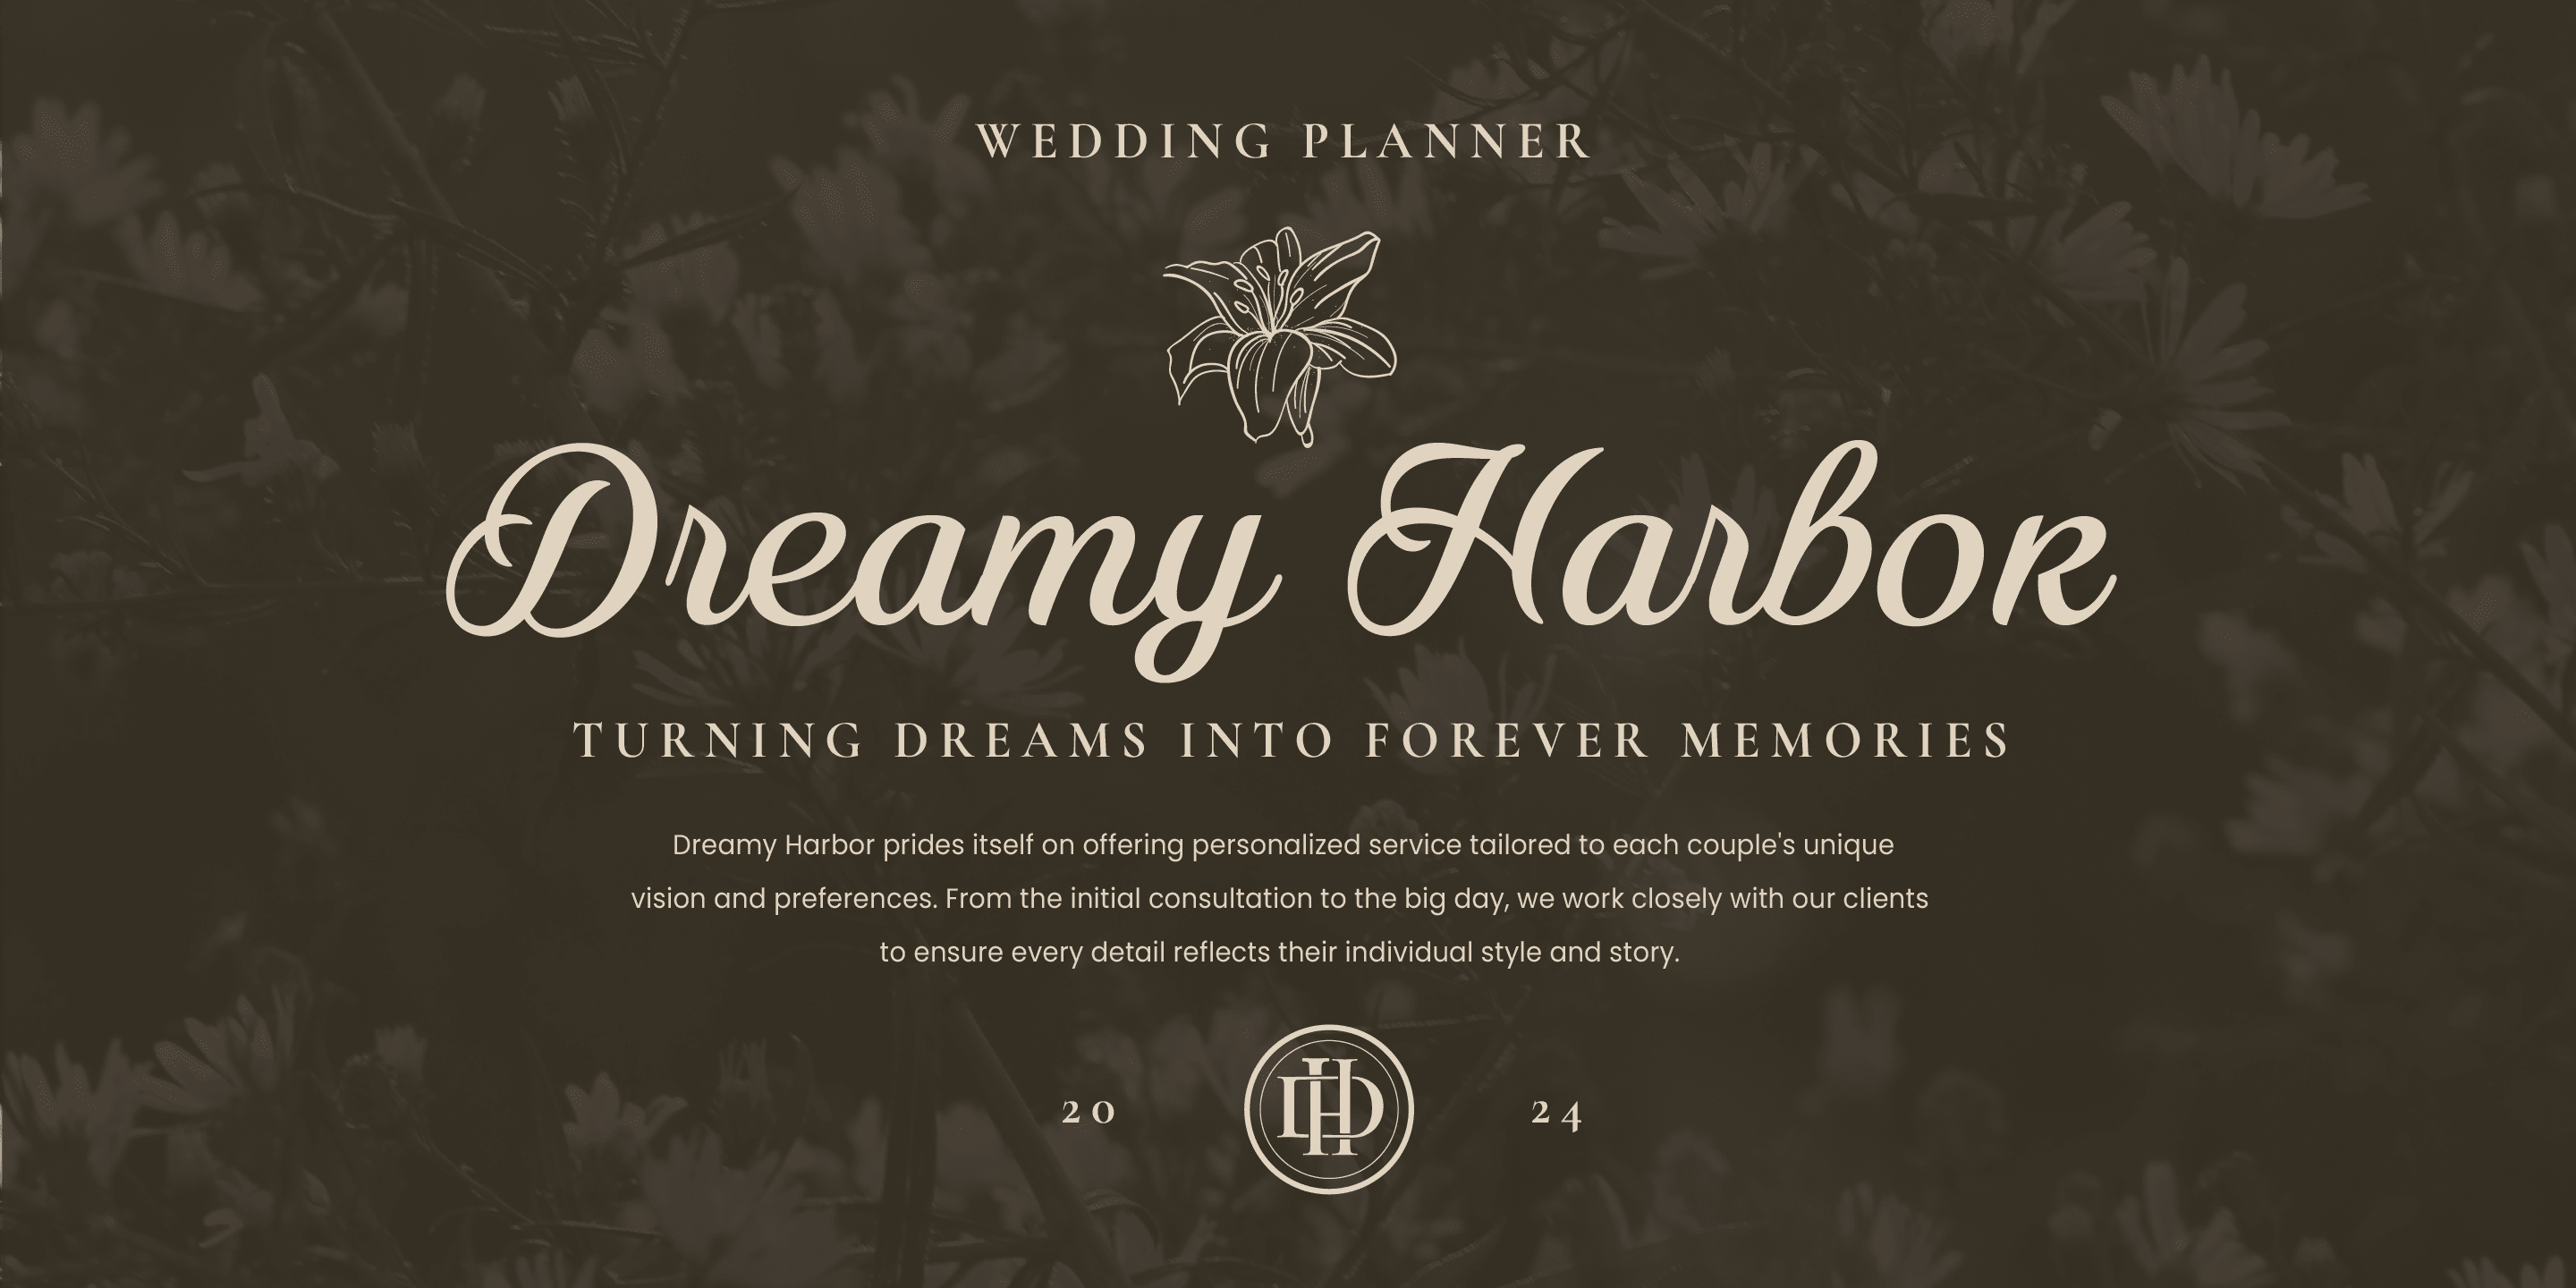 WEDDING PLANNER
Dreamy Harbor
TURNING DREAMS INTO FOREVER MEMORIES
Dreamy Harbor prides itself on offering personalized service tailored to each couple's unique
vision and preferences. From the initial consultation to the big day, we work closely with our clients
to ensure every detail reflects their individual style and story.
20 DH 24